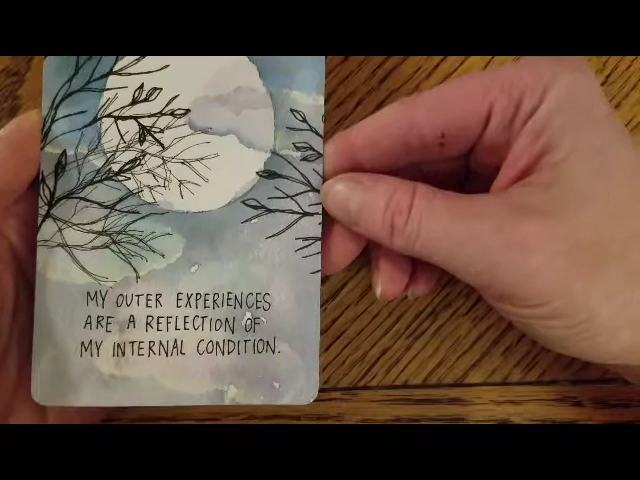 MY OUTER EXPERIENCES
ARE A REFLECTION OF
MY INTERNAL CONDITION.